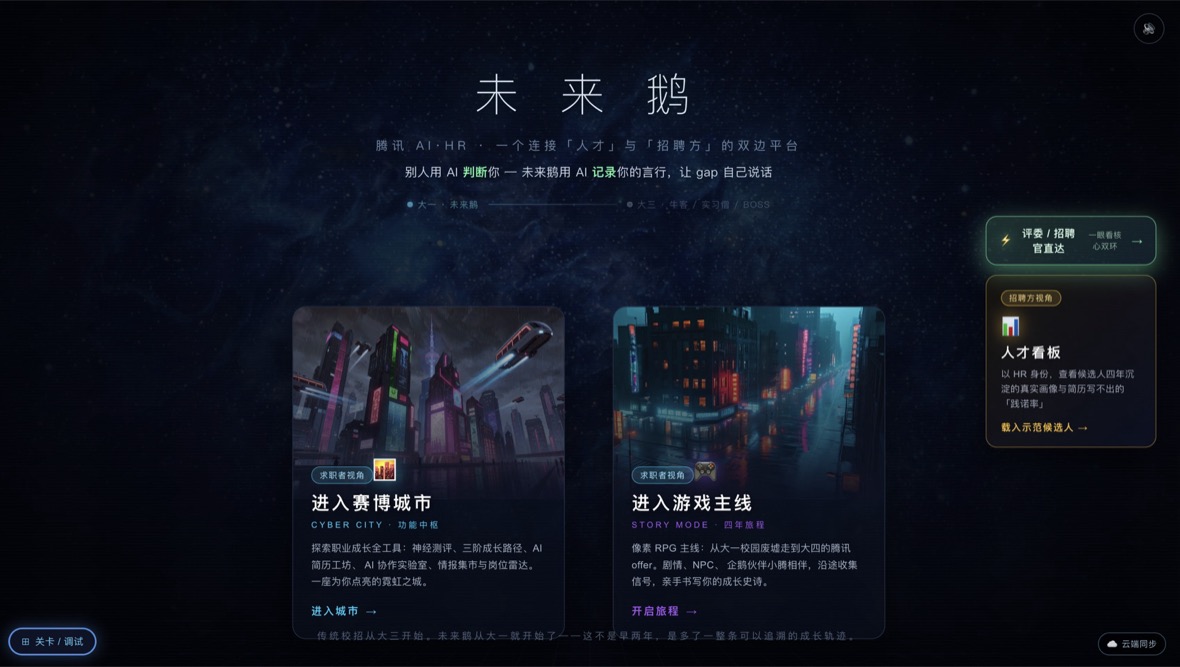 未来鹅
腾讯 AI·HR · 一个连接「人才」与「招聘方」的双边平台
别人用 AI 判断你 — 未来鹅用 AI 记录你的言行，让 gap 自己说话
大一 · 未来鹅
大三 · 牛客 / 实习僧 / BOSS
评委 / 招聘
官直达
一眼看核
心双环
→
招聘方视角
人才看板
以 HR 身份，查看候选人四年沉
淀的真实画像与简历写不出的
「践诺率」
载入示范候选人 →
求职者视角
进入赛博城市
CYBER CITY · 功能中枢
探索职业成长全工具：神经测评、三阶成长路径、AI
简历工坊、 AI 协作实验室、情报集市与岗位雷达。
一座为你点亮的霓虹之城。
进入城市 →
求职者视角
进入游戏主线
STORY MODE · 四年旅程
像素 RPG 主线：从大一校园废墟走到大四的腾讯
offer。剧情、NPC、 企鹅伙伴小腾相伴，沿途收集
信号，亲手书写你的成长史诗。
开启旅程 →
传统校招从大三开始。未来鹅从大一就开始了——这不是早两年，是多了一整条可以追溯的成长轨迹。
关卡 / 调试
云端同步